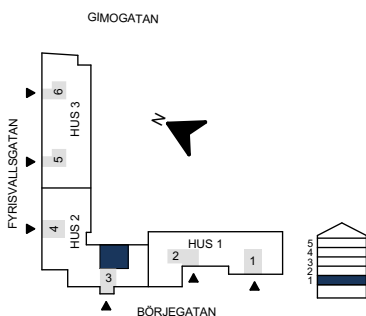 GIMOGATAN
FYRISVALLSGATAN
6
HUS 3
5
N
4
HUS 2
3
HUS 1
2
1
BÖRJEGATAN
5
4
3
2
1